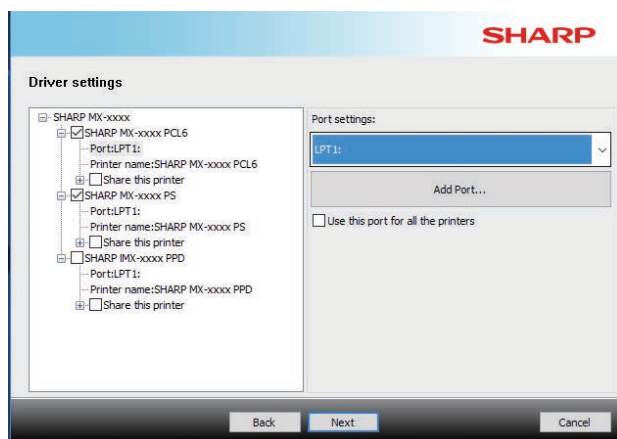 SHARP
Driver settings
SHARP MX-xxxx
SHARP MX-xxxx PCL6
Port:LPT1:
Printer name:SHARP MX-xxxx PCL6
Share this printer
SHARP MX-xxxx PS
Port:LPT1:
Printer name:SHARP MX-xxxx PS
Share this printer
SHARP IMX-xxxx PPD
Port:LPT1:
Printer name:SHARP MX-xxxx PPD
Share this printer
Port settings:
LPT1:
Add Port...
Use this port for all the printers
Back
Next
Cancel